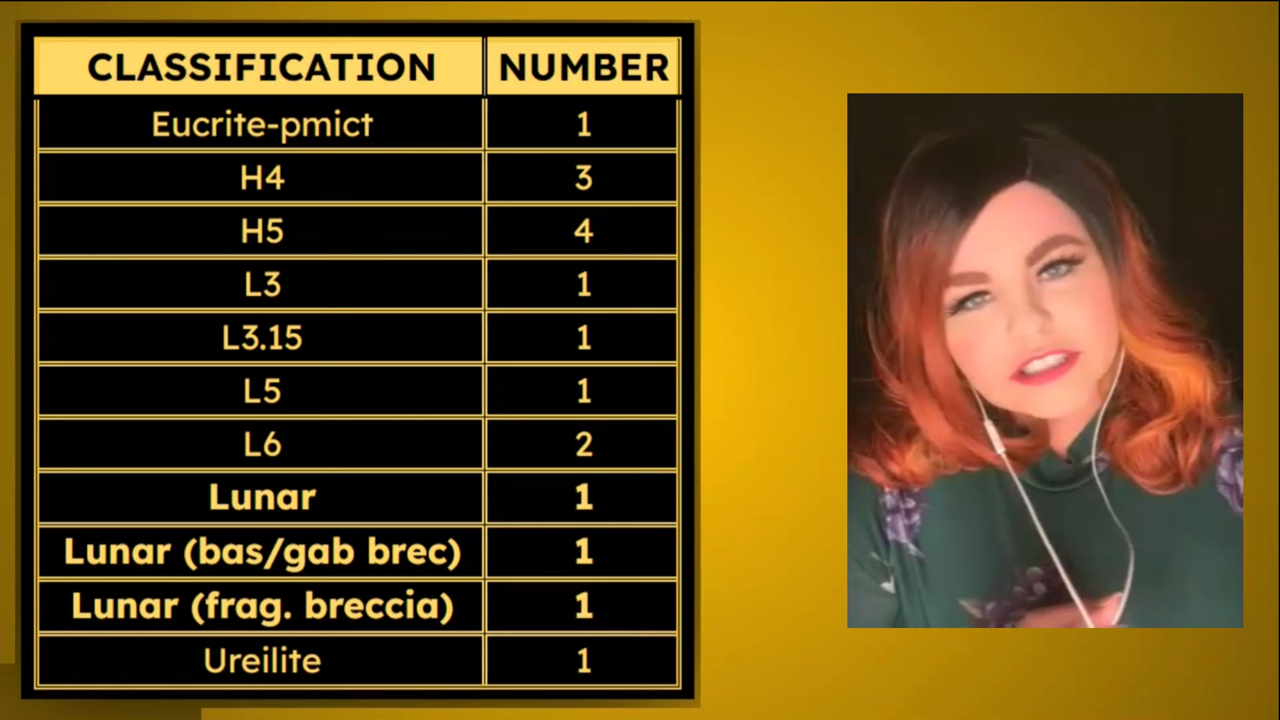 CLASSIFICATION NUMBER
Eucrite-pmict 1
H4 3
H5 4
L3 1
L3.15 1
L5 1
L6 2
Lunar 1
Lunar (bas/gab brec) 1
Lunar (frag. breccia) 1
Ureilite 1